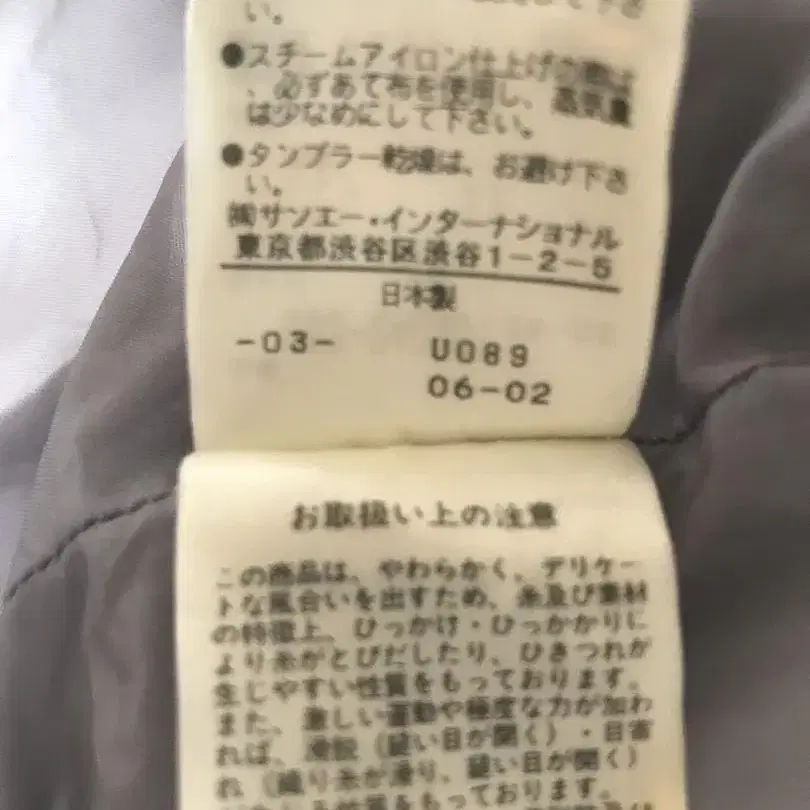 い。
●スチームアイロン仕上げの際は
、必ずあて布を使用し、蒸気量
は少なめにして下さい。
●タンブラー乾燥は、お避け下さ
い。
㈱サンエー・インターナショナル
東京都渋谷区渋谷1-2-5
日本製
-03- U089
06-02
お取扱い上の注意
この商品は、やわらかく、デリケー
トな風合いを出すため、糸及び素材
の特徴上、ひっかけ・ひっかかりに
より糸がとびだしたり、ひきつれが
生じやすい性質をもっております。
また、激しい運動や極度な力が加わ
れば、滑脱（縫い目が開く）・目寄
れ（織り糸が滑り、縫い目が開く）
性質をもっております。